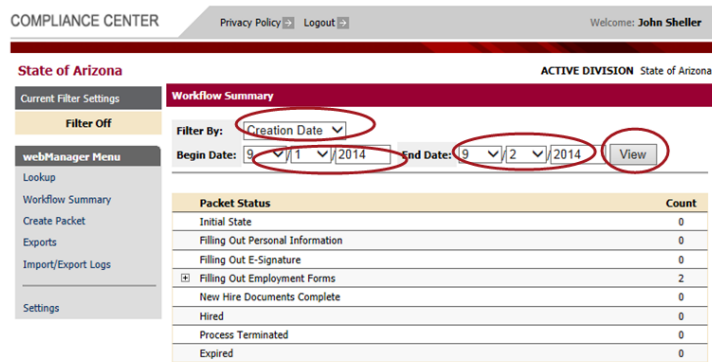 COMPLIANCE CENTER
Privacy Policy Logout
Welcome: John Sheller
State of Arizona
ACTIVE DIVISION State of Arizona
Current Filter Settings
Filter Off
webManager Menu
Lookup
Workflow Summary
Create Packet
Exports
Import/Export Logs
Settings
Workflow Summary
Filter By: Creation Date
Begin Date: 9 / 1 / 2014 End Date: 9 / 2 / 2014 View
Packet Status Count
Initial State 0
Filling Out Personal Information 0
Filling Out E-Signature 0
Filling Out Employment Forms 2
New Hire Documents Complete 0
Hired 0
Process Terminated 0
Expired 0